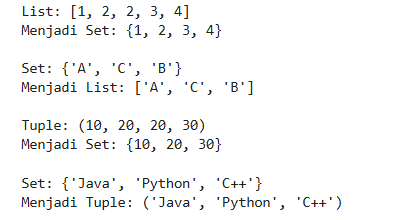 List: [1, 2, 2, 3, 4]
Menjadi Set: {1, 2, 3, 4}
Set: {'A', 'C', 'B'}
Menjadi List: ['A', 'C', 'B']
Tuple: (10, 20, 20, 30)
Menjadi Set: {10, 20, 30}
Set: {'Java', 'Python', 'C++'}
Menjadi Tuple: ('Java', 'Python', 'C++')